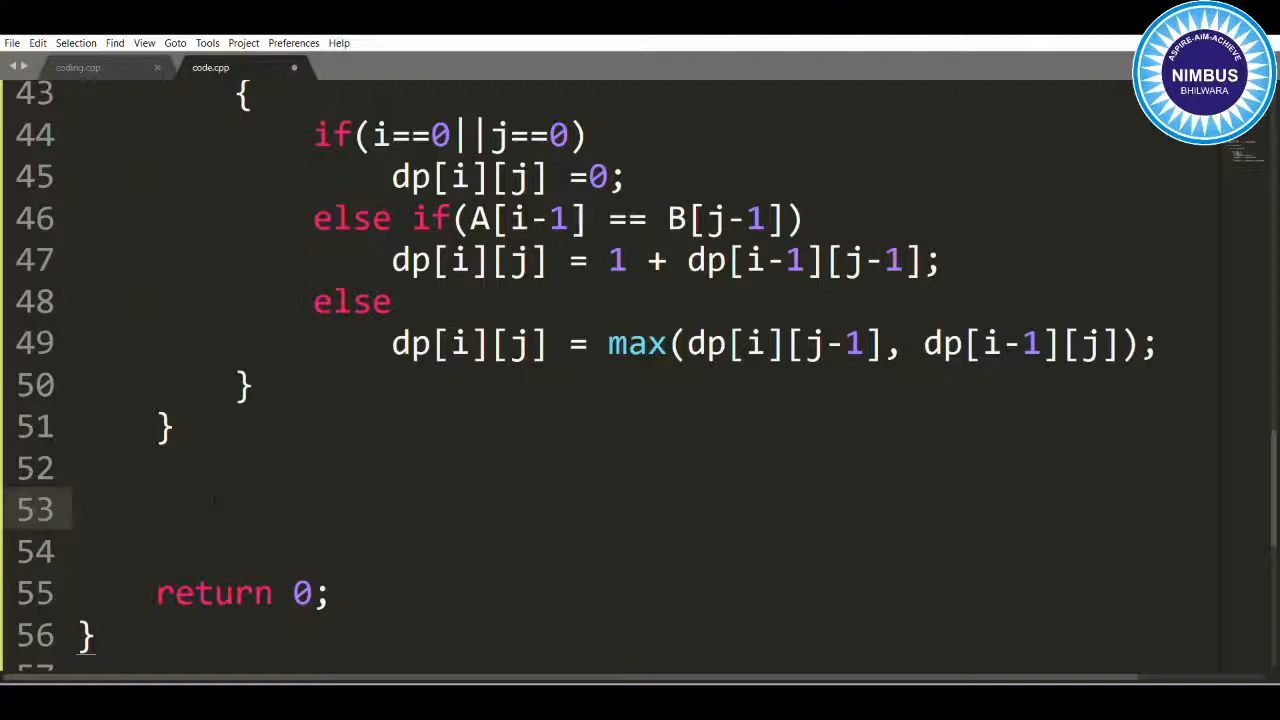 File Edit Selection Find View Goto Tools Project Preferences Help
coding.cpp × code.cpp
ASPIRE-AIM-ACHIEVE
NIMBUS
BHILWARA
43 {
44 if(i==0||j==0)
45 dp[i][j] =0;
46 else if(A[i-1] == B[j-1])
47 dp[i][j] = 1 + dp[i-1][j-1];
48 else
49 dp[i][j] = max(dp[i][j-1], dp[i-1][j]);
50 }
51 }
52
53
54
55 return 0;
56 }